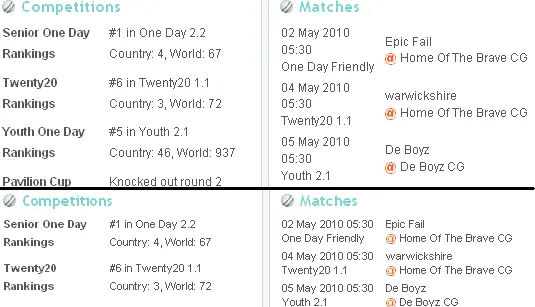 Competitions
Senior One Day #1 in One Day 2.2
Rankings Country: 4, World: 67
Twenty20 #6 in Twenty20 1.1
Rankings Country: 3, World: 72
Youth One Day #5 in Youth 2.1
Rankings Country: 46, World: 937
Pavilion Cup Knocked out round 2
Matches
02 May 2010
05:30
One Day Friendly
Epic Fail
@ Home Of The Brave CG
04 May 2010
05:30
Twenty20 1.1
warwickshire
@ Home Of The Brave CG
05 May 2010
05:30
Youth 2.1
De Boyz
@ De Boyz CG
Competitions
Senior One Day #1 in One Day 2.2
Rankings Country: 4, World: 67
Twenty20 #6 in Twenty20 1.1
Rankings Country: 3, World: 72
Matches
02 May 2010 05:30 Epic Fail
One Day Friendly @ Home Of The Brave CG
04 May 2010 05:30 warwickshire
Twenty20 1.1 @ Home Of The Brave CG
05 May 2010 05:30 De Boyz
Youth 2.1 @ De Boyz CG